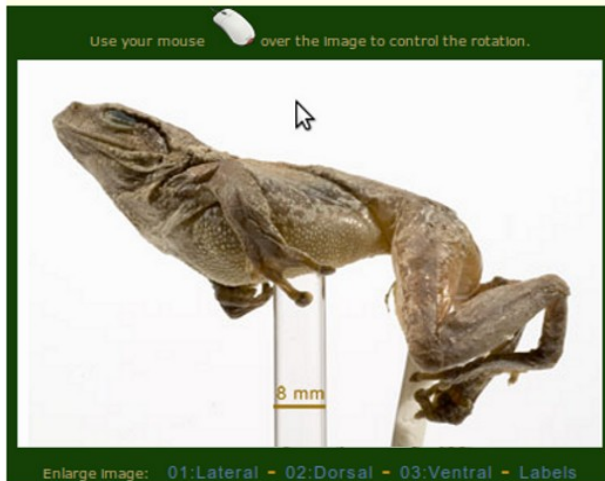 Use your mouse over the Image to control the rotation.
8 mm
Enlarge Image: 01:Lateral - 02:Dorsal - 03:Ventral - Labels